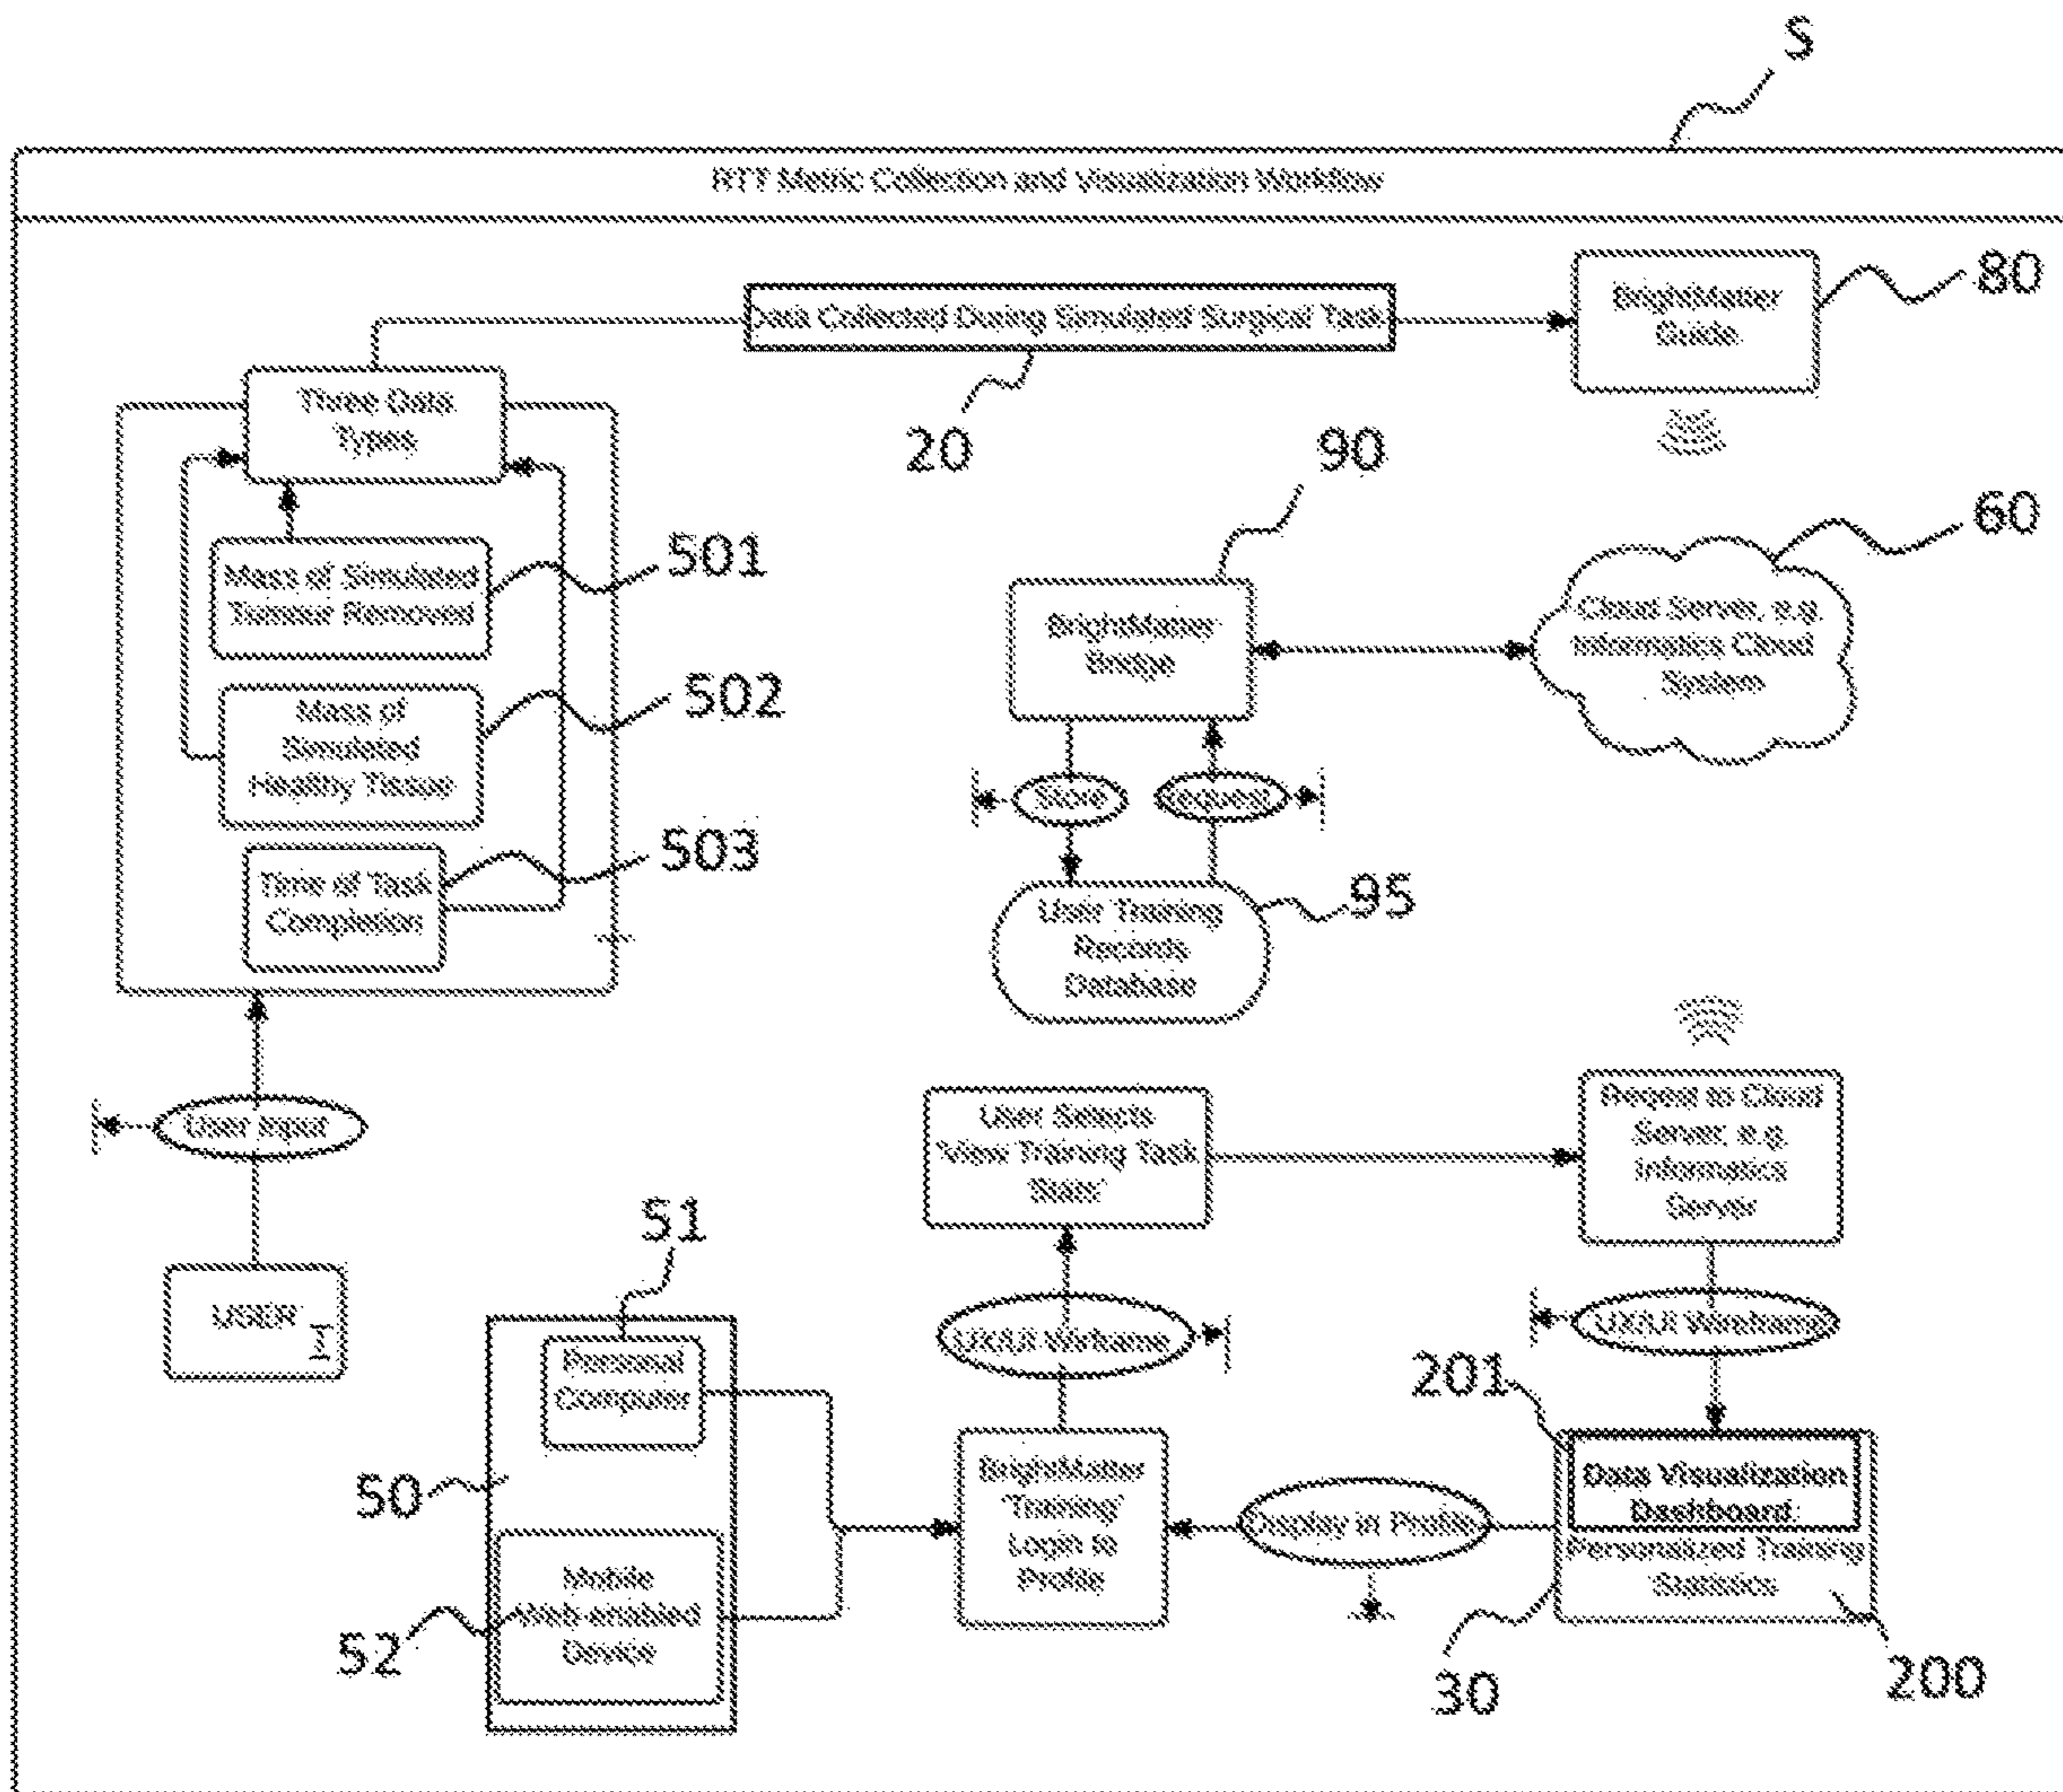 S
RTT Metric Collection and Visualization Workflow
Data Collected During Simulated Surgical Task
20
BrightMatter
Guide
80
Three Data
Types
Mass of Simulated
Tumour Removed
501
Mass of
Simulated
Healthy Tissue
502
Time of Task
Completion
503
User Input
USER
I
90
BrightMatter
Bridge
60
Cloud Server, e.g.
Informatics Cloud
System
Store
Request
User Training
Records
Database
95
User Selects
'View Training Task
Stats'
Reqest to Cloud
Server, e.g.
Informatics
Server
UX/UI Wirframe
UX/UI Wireframe
51
Personal
Computer
50
Mobile
Web-enabled
Device
52
BrightMatter
'Training'
Login to
Profile
Display in Profile
201
Data Visualization
Dashboard
Personalized Training
Statistics
30
200